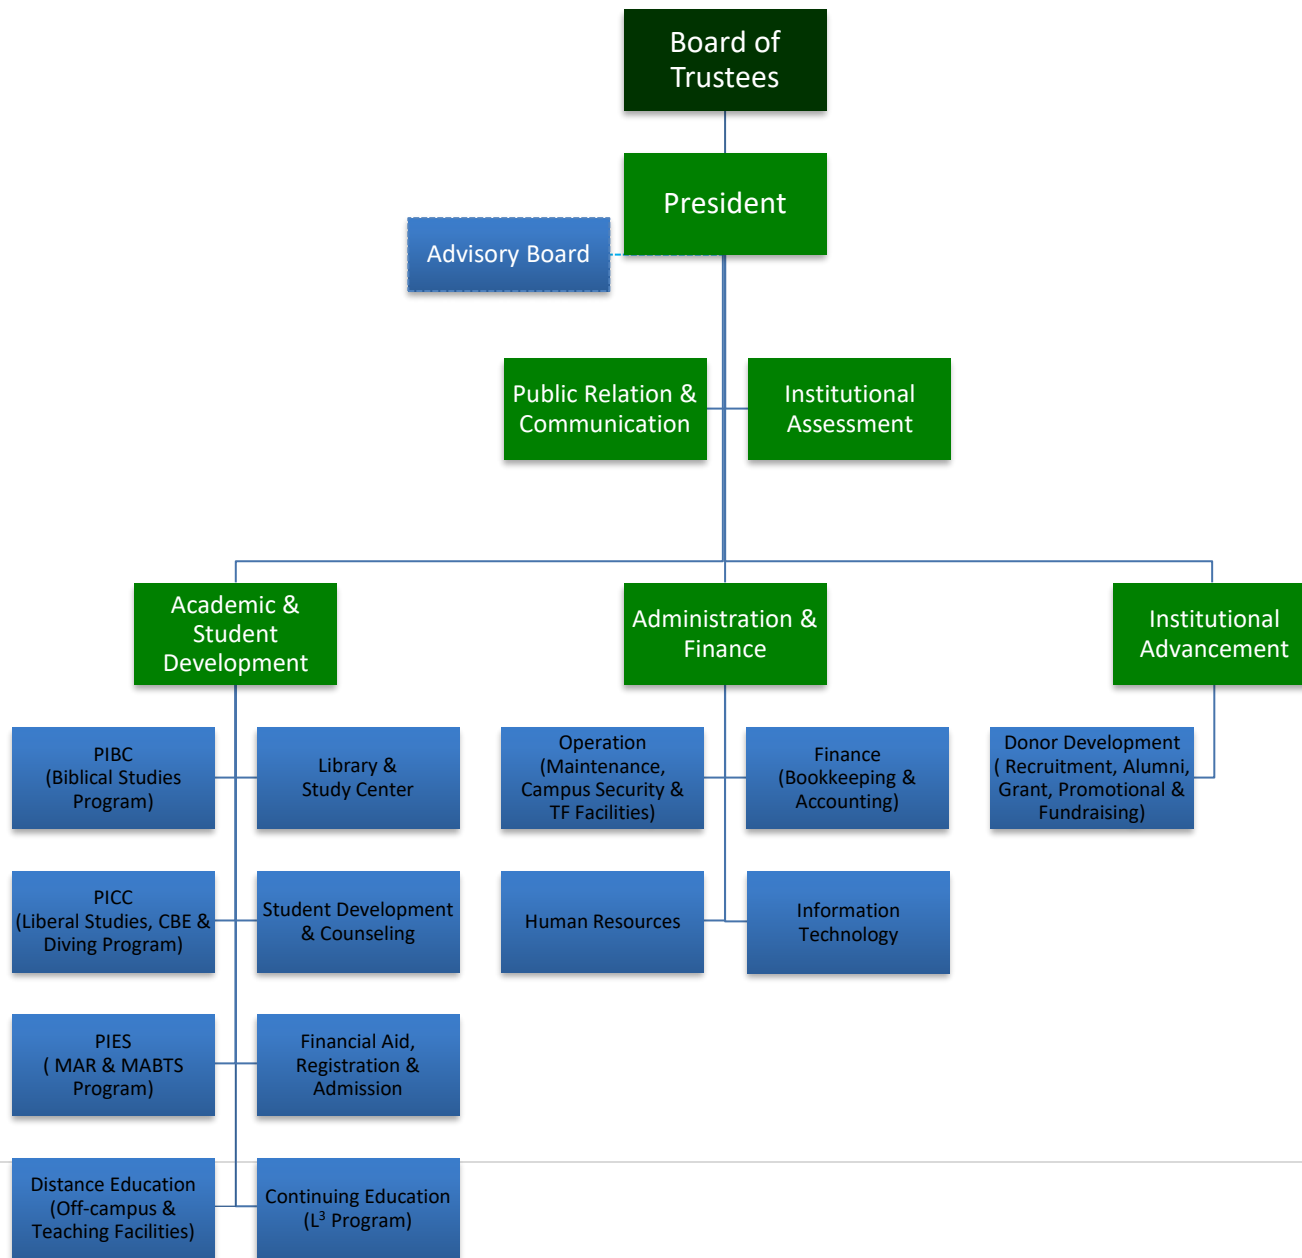 Board of
Trustees
President
Advisory Board
Public Relation &
Communication
Institutional
Assessment
Academic &
Student
Development
Administration &
Finance
Institutional
Advancement
PIBC
(Biblical Studies
Program)
Library &
Study Center
Operation
(Maintenance,
Campus Security &
TF Facilities)
Finance
(Bookkeeping &
Accounting)
Donor Development
( Recruitment, Alumni,
Grant, Promotional &
Fundraising)
PICC
(Liberal Studies, CBE &
Diving Program)
Student Development
& Counseling
Human Resources
Information
Technology
PIES
( MAR & MABTS
Program)
Financial Aid,
Registration &
Admission
Distance Education
(Off-campus &
Teaching Facilities)
Continuing Education
(L³ Program)